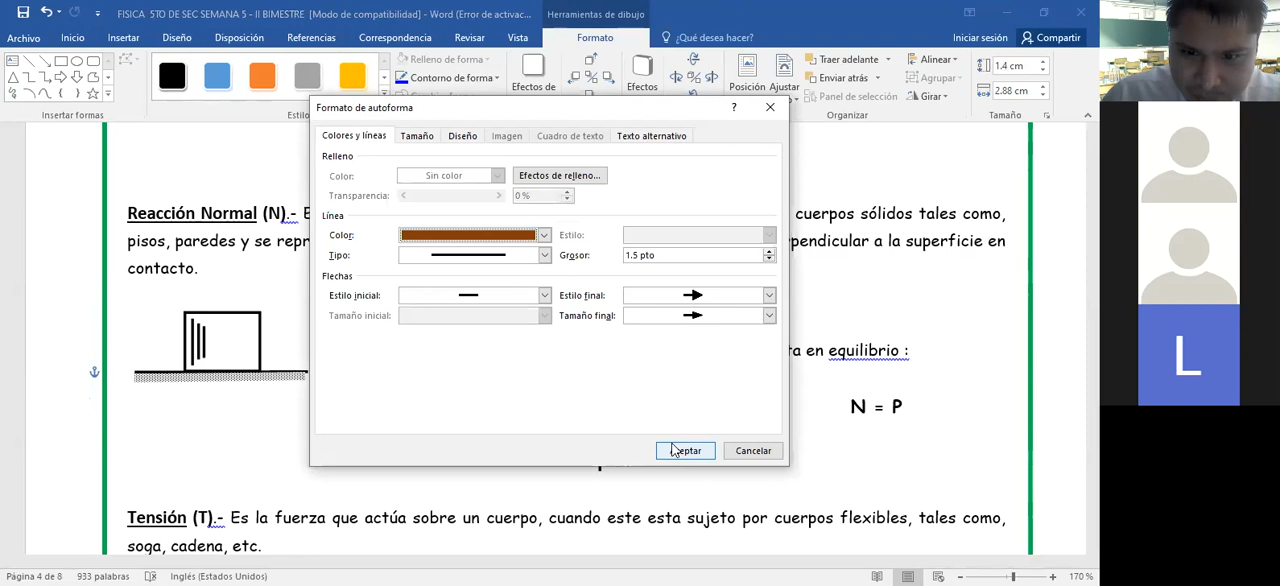 FISICA 5TO DE SEC SEMANA 5 - II BIMESTRE [Modo de compatibilidad] - Word (Error de activac...
Herramientas de dibujo
Archivo Inicio Insertar Diseño Disposición Referencias Correspondencia Revisar Vista Formato ¿Qué desea hacer? Iniciar sesión Compartir
Relleno de forma
Contorno de forma
Efectos de
Efectos
Posición Ajustar
Traer adelante
Enviar atrás
Panel de selección
Alinear
Agrupar
Girar
1.4 cm
2.88 cm
Insertar formas
Estilo
Organizar
Tamaño
Formato de autoforma
Colores y líneas Tamaño Diseño Imagen Cuadro de texto Texto alternativo
Relleno
Color: Sin color Efectos de relleno...
Transparencia: 0 %
Línea
Color: Estilo:
Tipo: Grosor: 1.5 pto
Flechas
Estilo inicial: Estilo final:
Tamaño inicial: Tamaño final:
Aceptar Cancelar
Reacción Normal (N).- E cuerpos sólidos tales como,
pisos, paredes y se repr perpendicular a la superficie en
contacto.
ta en equilibrio :
N = P
Tensión (T).- Es la fuerza que actúa sobre un cuerpo, cuando este esta sujeto por cuerpos flexibles, tales como,
soga, cadena, etc.
L
Página 4 de 8 933 palabras Inglés (Estados Unidos) 170 %